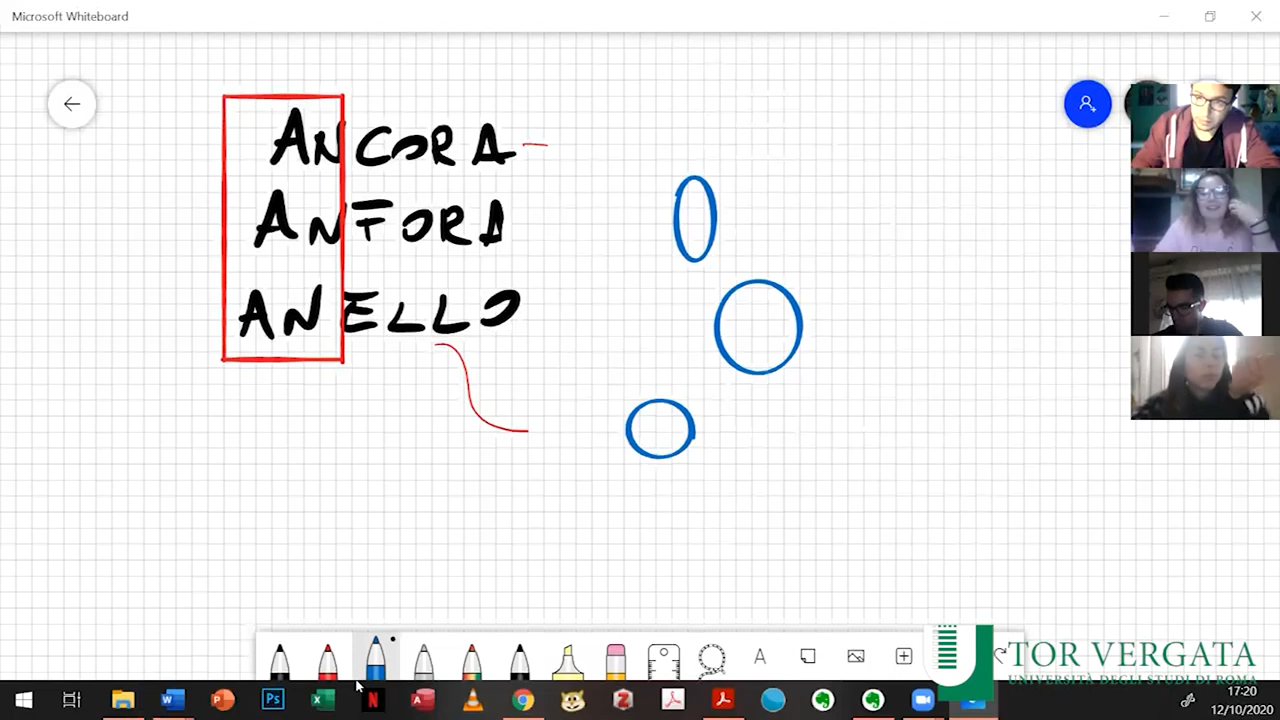 Microsoft Whiteboard
ANCORA
ANFORA
ANELLO
TOR VERGATA
UNIVERSITÀ DEGLI STUDI DI ROMA
17:20
12/10/2020